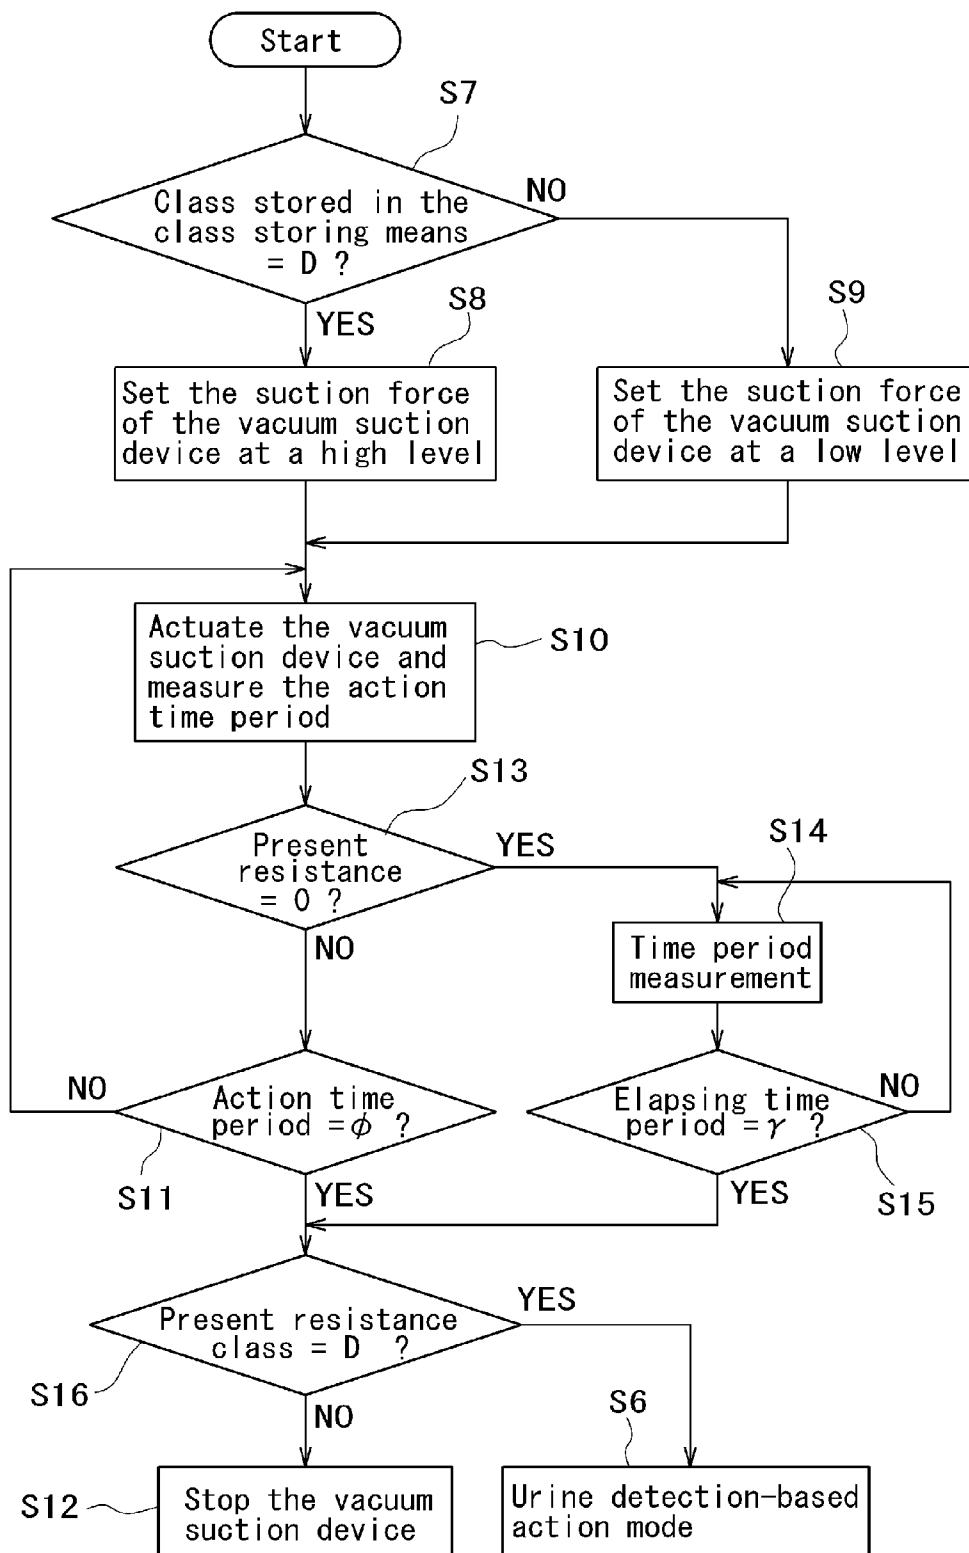 Start
S7
Class stored in the
class storing means
= D ?
NO
YES
S8
S9
Set the suction force
of the vacuum suction
device at a high level
Set the suction force
of the vacuum suction
device at a low level
Actuate the vacuum
suction device and
measure the action
time period
S10
S13
Present
resistance
= 0 ?
YES
NO
S14
Time period
measurement
NO
Action time
period = ϕ ?
S11
YES
Elapsing time
period = γ ?
NO
S15
YES
Present resistance
class = D ?
YES
S16
NO
S6
S12
Stop the vacuum
suction device
Urine detection-based
action mode